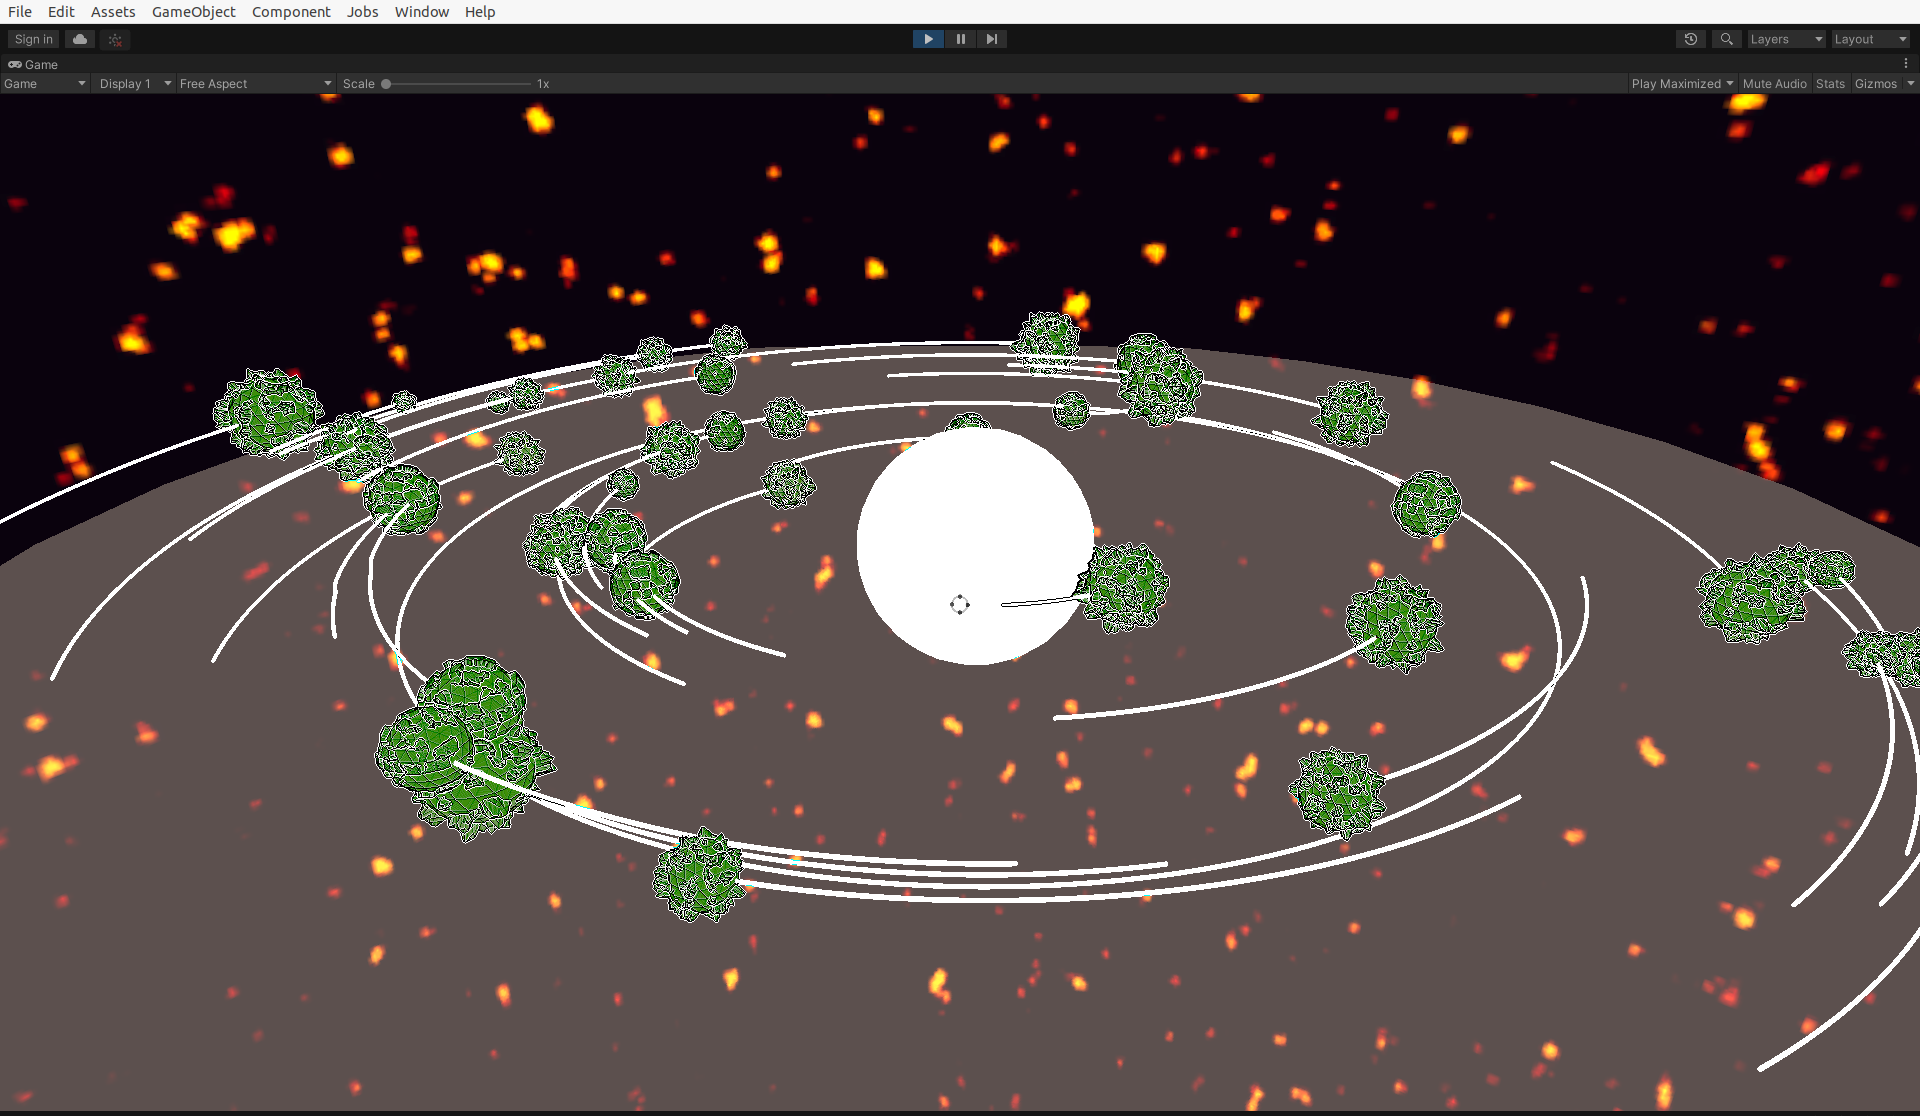 File Edit Assets GameObject Component Jobs Window Help
Sign in Layers Layout
Game
Game Display 1 Free Aspect Scale 1x Play Maximized Mute Audio Stats Gizmos